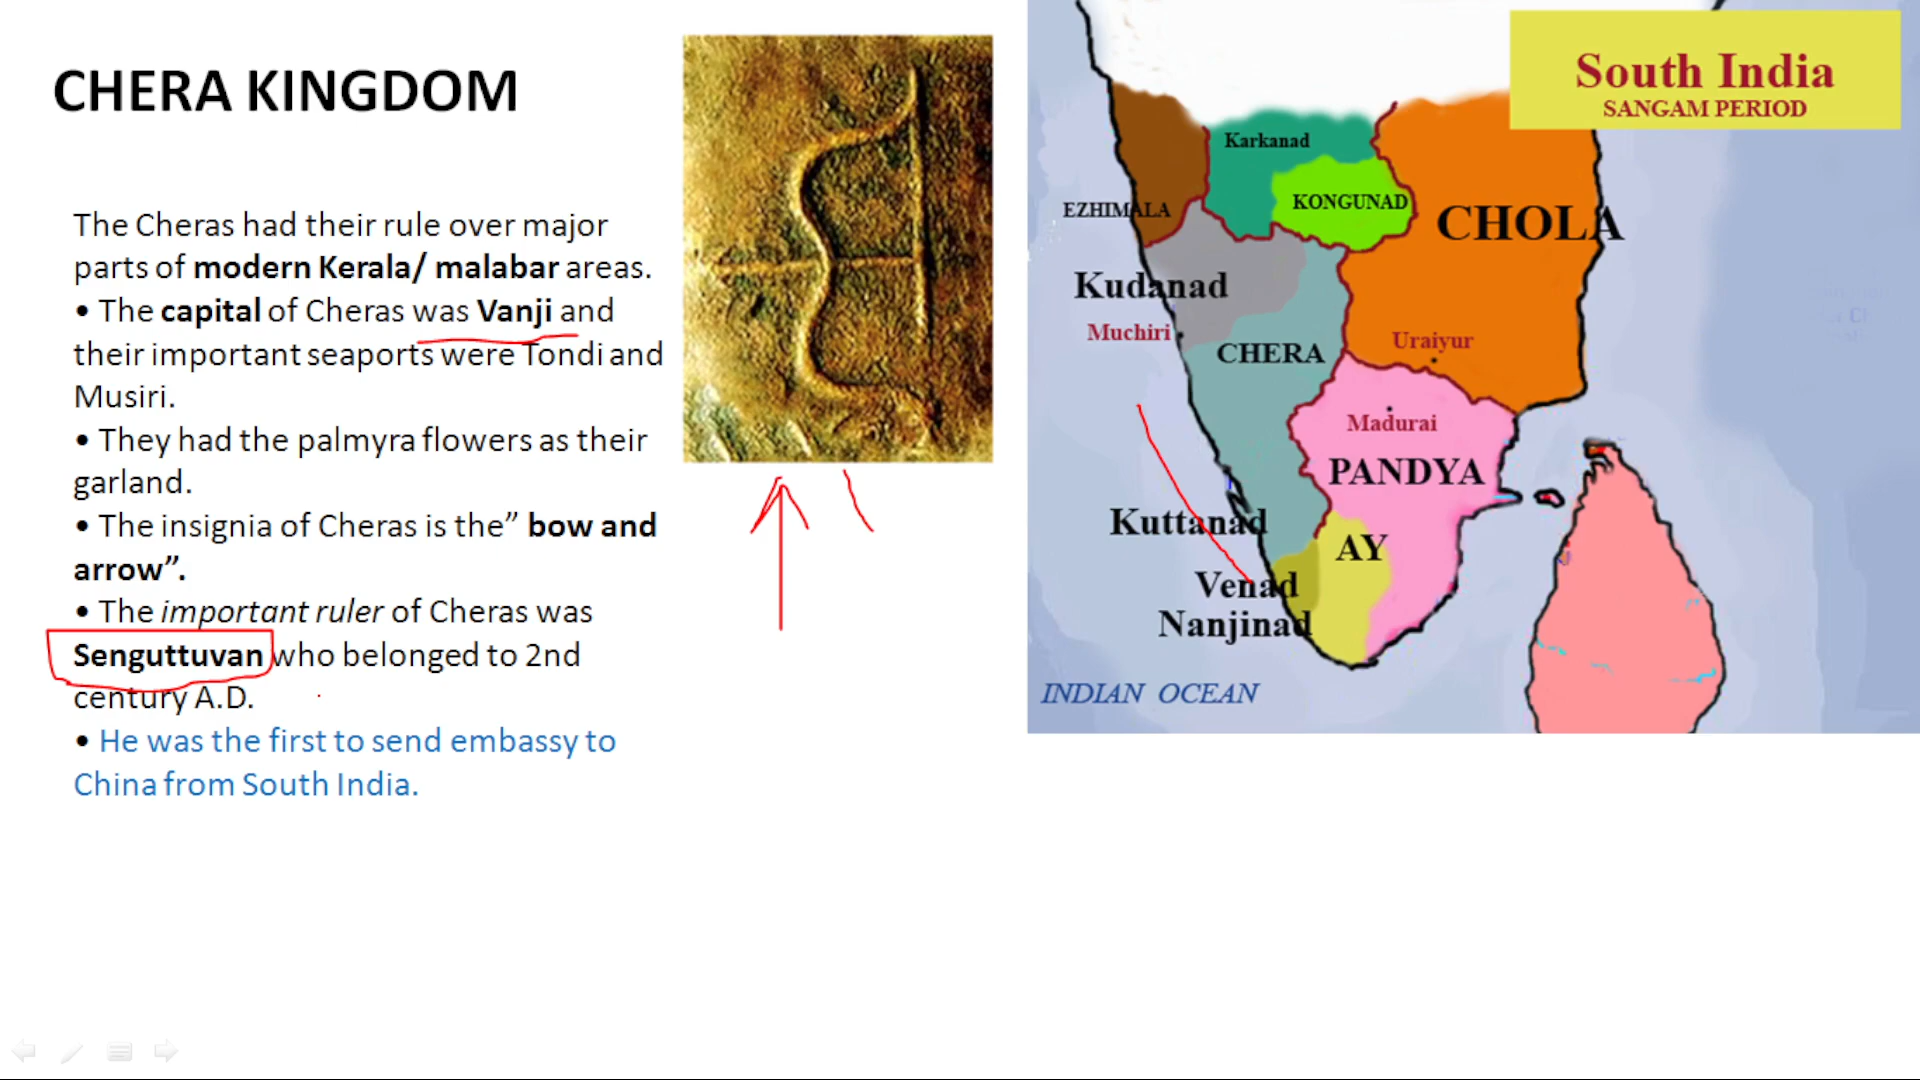 CHERA KINGDOM
The Cheras had their rule over major
parts of modern Kerala/ malabar areas.
• The capital of Cheras was Vanji and
their important seaports were Tondi and
Musiri.
• They had the palmyra flowers as their
garland.
• The insignia of Cheras is the” bow and
arrow”.
• The important ruler of Cheras was
Senguttuvan who belonged to 2nd
century A.D.
• He was the first to send embassy to
China from South India.
South India
SANGAM PERIOD
Karkanad
EZHIMALA
KONGUNAD
CHOLA
Kudanad
Muchiri
CHERA
Uraiyur
Madurai
PANDYA
Kuttanad
AY
Venad
Nanjinad
INDIAN OCEAN